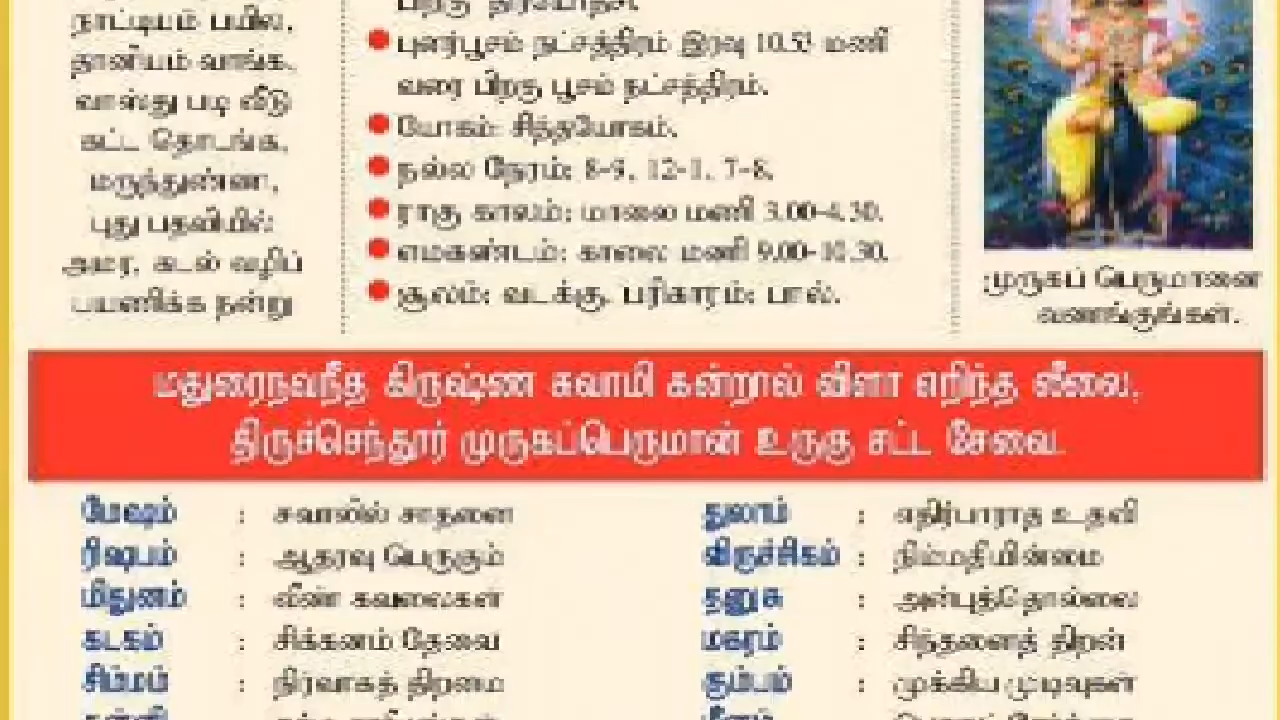 நாட்டியம் பயில,
தானியம் வாங்க,
வாஸ்து படி வீடு
கட்ட தொடங்க,
மருந்துண்ண,
புது பதவியில்
அமர, கடல் வழிப்
பயணிக்க நன்று
புனர்பூசம் நட்சத்திரம் இரவு 10.53 மணி
வரை பிறகு பூசம் நட்சத்திரம்.
யோகம்: சித்தயோகம்.
நல்ல நேரம்: 8-9, 12-1, 7-8.
ராகு காலம்: மாலை மணி 3.00-4.30.
எமகண்டம்: காலை மணி 9.00-10.30.
சூலம்: வடக்கு. பரிகாரம்: பால்.
முருகப் பெருமானை
வணங்குங்கள்.
மதுரைநவநீத கிருஷ்ண சுவாமி கன்றால் விளா எறிந்த லீலை.
திருச்செந்தூர் முருகப்பெருமான் உருகு சட்ட சேவை.
மேஷம் : சவாலில் சாதனை
ரிஷபம் : ஆதரவு பெருகும்
மிதுனம் : வீண் கவலைகள்
கடகம் : சிக்கனம் தேவை
சிம்மம் : நிர்வாகத் திறமை
துலாம் : எதிர்பாராத உதவி
விருச்சிகம் : நிம்மதியின்மை
தனுசு : அன்புத்தொல்லை
மகரம் : சிந்தனைத் திறன்
கும்பம் : முக்கிய முடிவுகள்